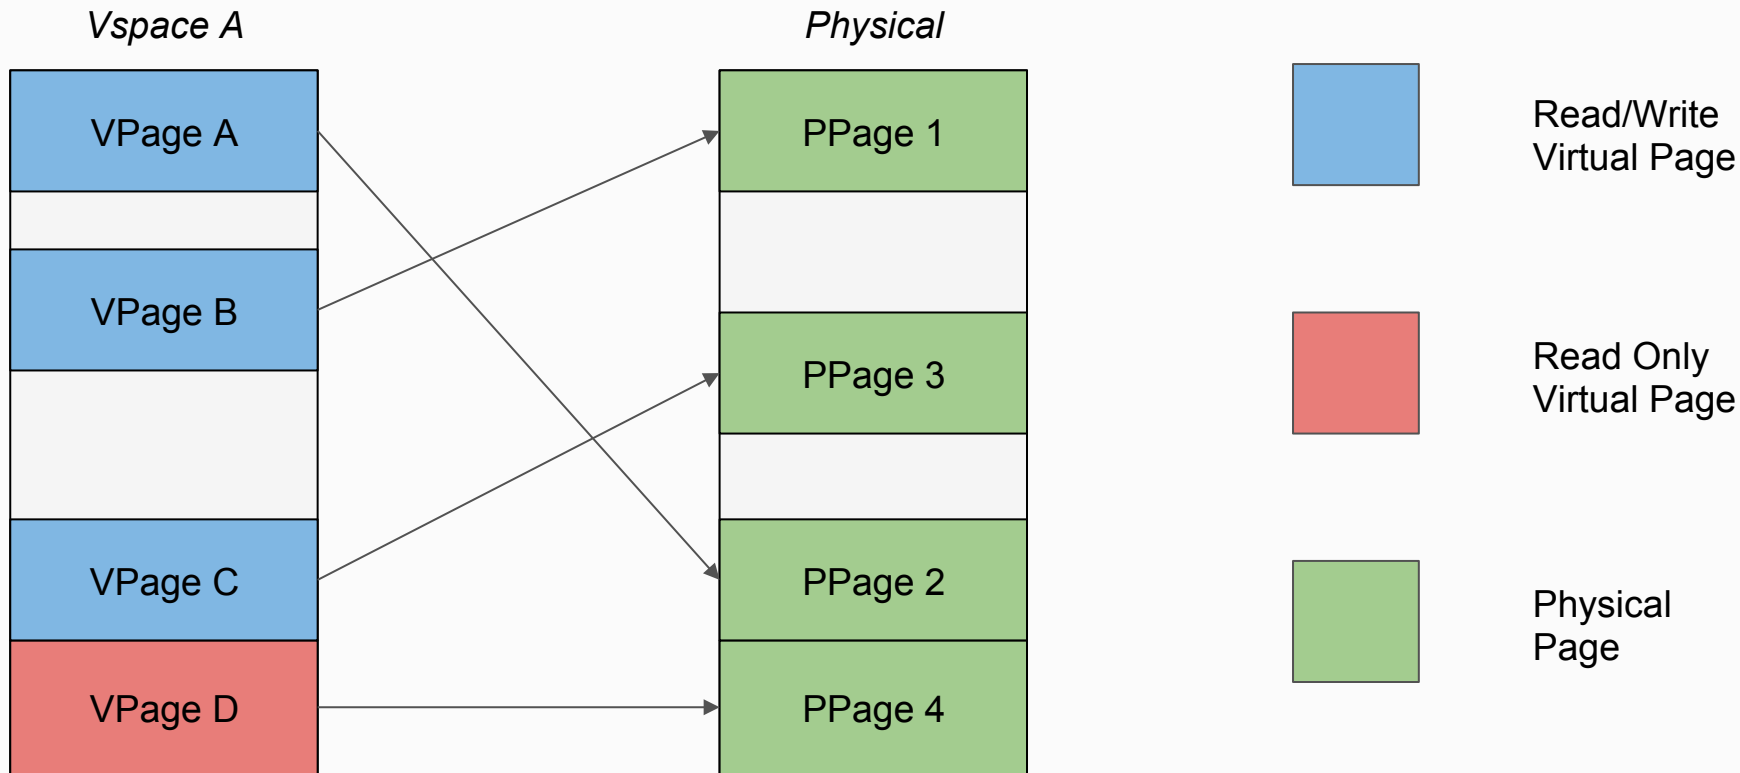 Vspace A
Physical
VPage A
VPage B
VPage C
VPage D
PPage 1
PPage 3
PPage 2
PPage 4
Read/Write
Virtual Page
Read Only
Virtual Page
Physical
Page